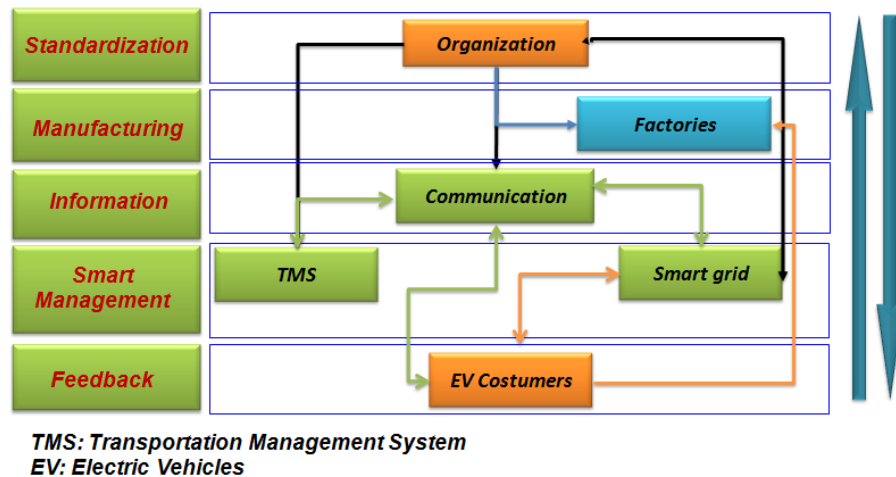 Standardization
Organization
Manufacturing
Factories
Information
Communication
Smart
Management
TMS
Smart grid
Feedback
EV Costumers
TMS: Transportation Management System
EV: Electric Vehicles